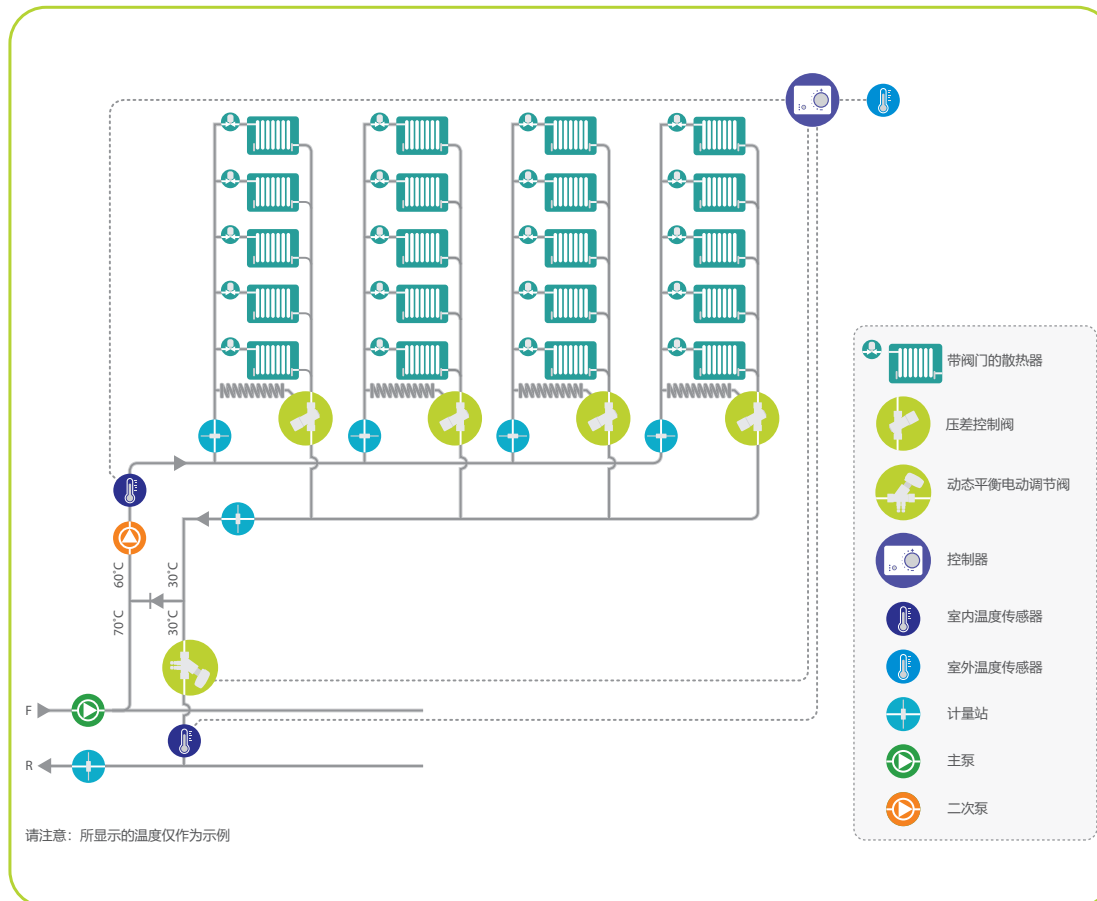 60℃
30℃
70℃
30℃
F
R
请注意：所显示的温度仅作为示例
带阀门的散热器
压差控制阀
动态平衡电动调节阀
控制器
室内温度传感器
室外温度传感器
计量站
主泵
二次泵